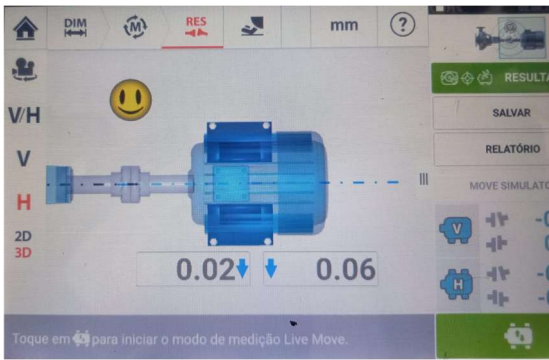 DIM
M
RES
mm
?
RESULTA
V/H
SALVAR
V
RELATÓRIO
H
MOVE SIMULATO
2D
3D
V
0.02
0.06
H
Toque em para iniciar o modo de medição Live Move.